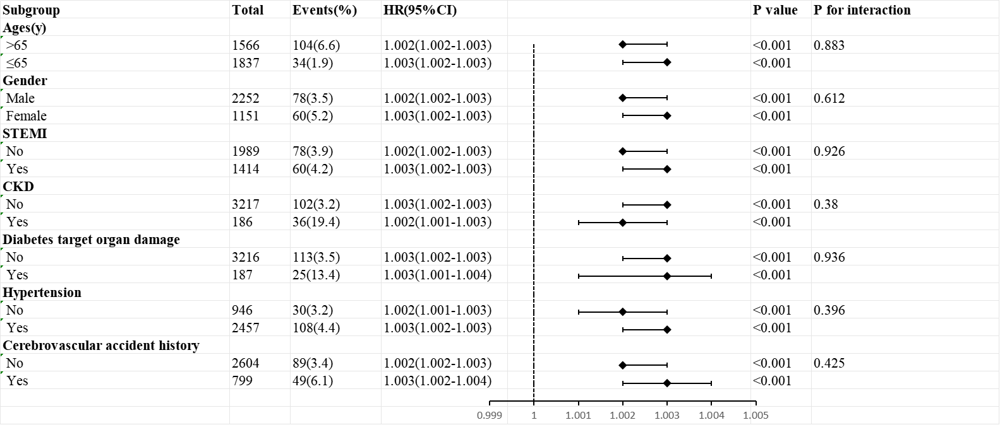 Subgroup Total Events(%) HR(95%CI) P value P for interaction
Ages(y)
>65 1566 104(6.6) 1.002(1.002-1.003) <0.001 0.883
≤65 1837 34(1.9) 1.003(1.002-1.003) <0.001
Gender
Male 2252 78(3.5) 1.002(1.002-1.003) <0.001 0.612
Female 1151 60(5.2) 1.003(1.002-1.003) <0.001
STEMI
No 1989 78(3.9) 1.002(1.002-1.003) <0.001 0.926
Yes 1414 60(4.2) 1.003(1.002-1.003) <0.001
CKD
No 3217 102(3.2) 1.003(1.002-1.003) <0.001 0.38
Yes 186 36(19.4) 1.002(1.001-1.003) <0.001
Diabetes target organ damage
No 3216 113(3.5) 1.003(1.002-1.003) <0.001 0.936
Yes 187 25(13.4) 1.003(1.001-1.004) <0.001
Hypertension
No 946 30(3.2) 1.002(1.001-1.003) <0.001 0.396
Yes 2457 108(4.4) 1.003(1.002-1.003) <0.001
Cerebrovascular accident history
No 2604 89(3.4) 1.002(1.002-1.003) <0.001 0.425
Yes 799 49(6.1) 1.003(1.002-1.004) <0.001
0.999 1 1.001 1.002 1.003 1.004 1.005